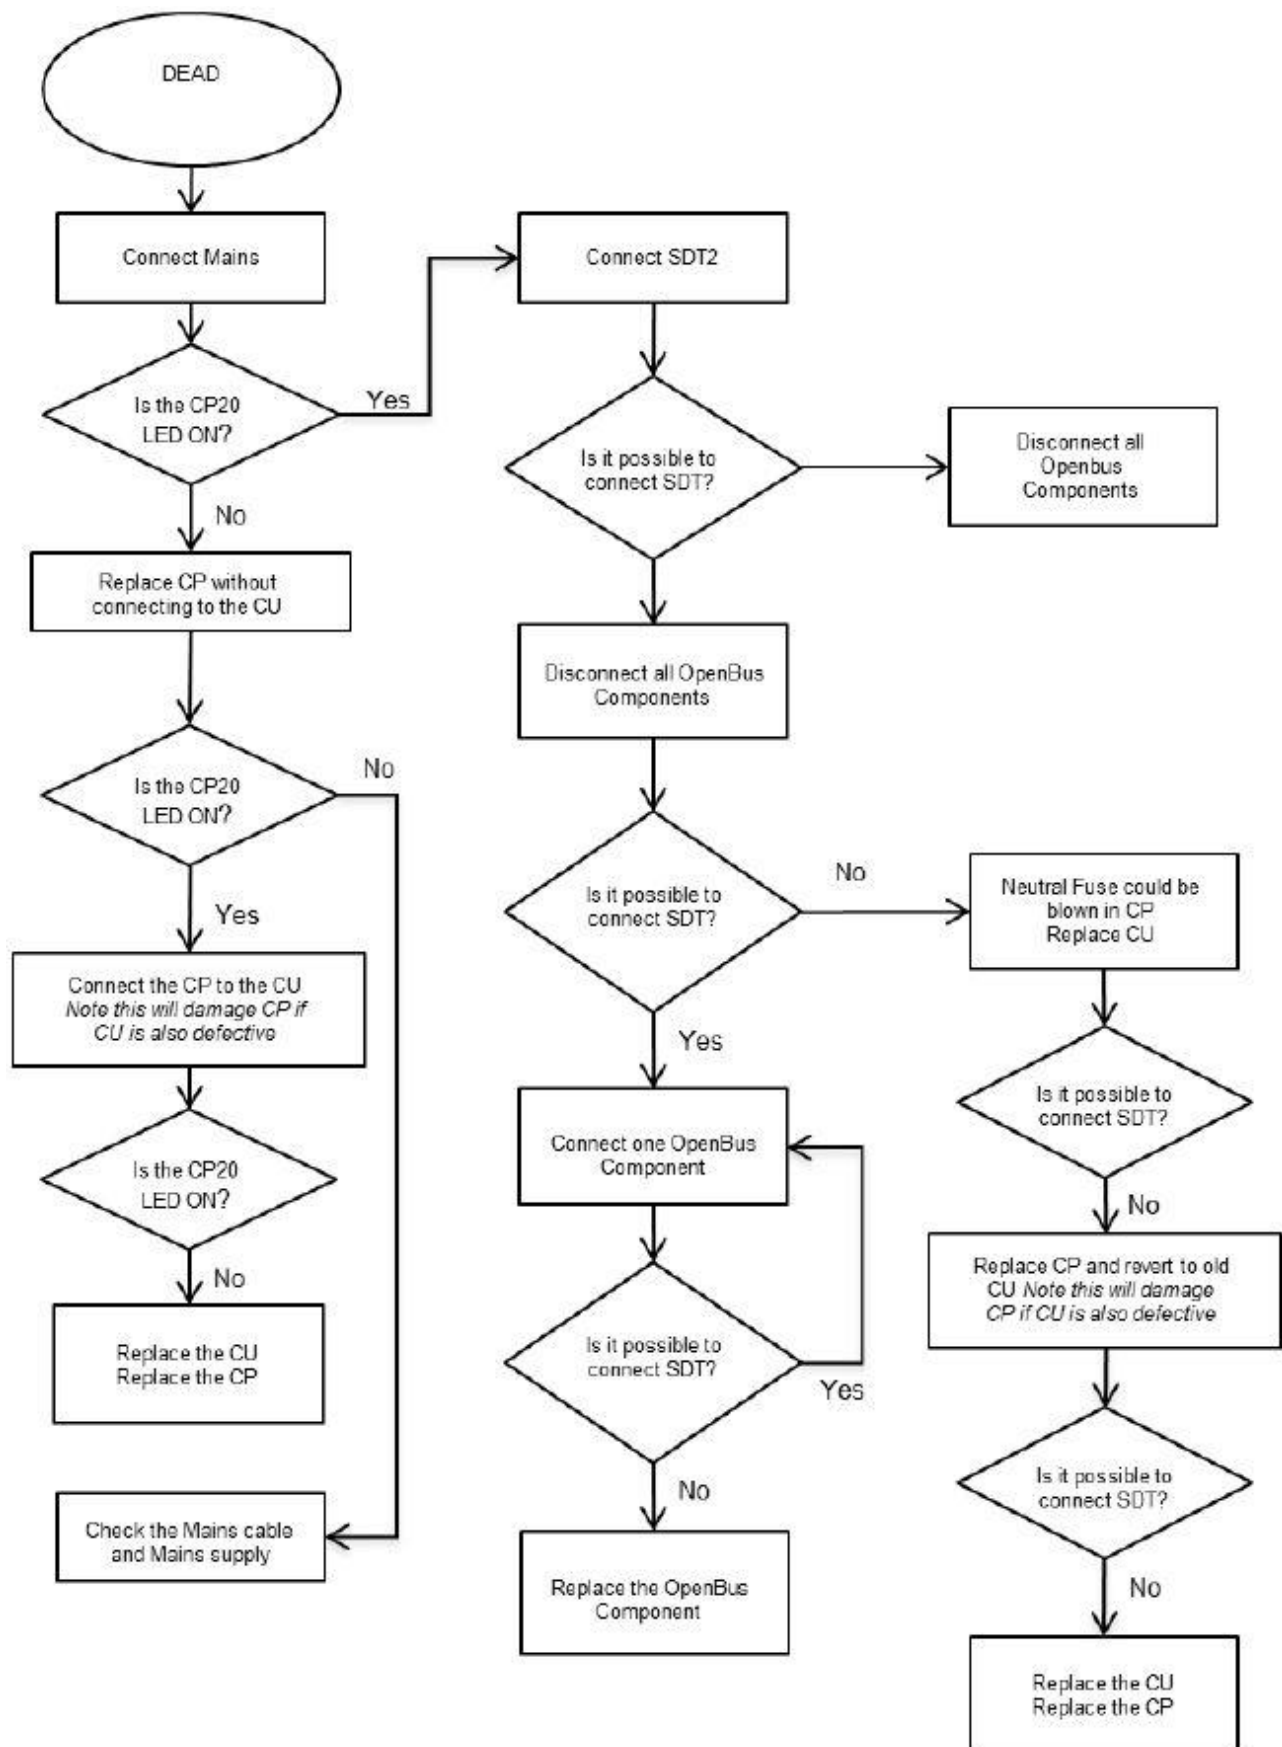 DEAD
Connect Mains
Is the CP20
LED ON?
Yes
No
Replace CP without
connecting to the CU
Is the CP20
LED ON?
No
Yes
Connect the CP to the CU
Note this will damage CP if
CU is also defective
Is the CP20
LED ON?
No
Replace the CU
Replace the CP
Check the Mains cable
and Mains supply
Connect SDT2
Is it possible to
connect SDT?
Disconnect all
Openbus
Components
Disconnect all OpenBus
Components
Is it possible to
connect SDT?
No
Yes
Connect one OpenBus
Component
Is it possible to
connect SDT?
Yes
No
Replace the OpenBus
Component
Neutral Fuse could be
blown in CP
Replace CU
Is it possible to
connect SDT?
No
Replace CP and revert to old
CU Note this will damage
CP if CU is also defective
Is it possible to
connect SDT?
No
Replace the CU
Replace the CP